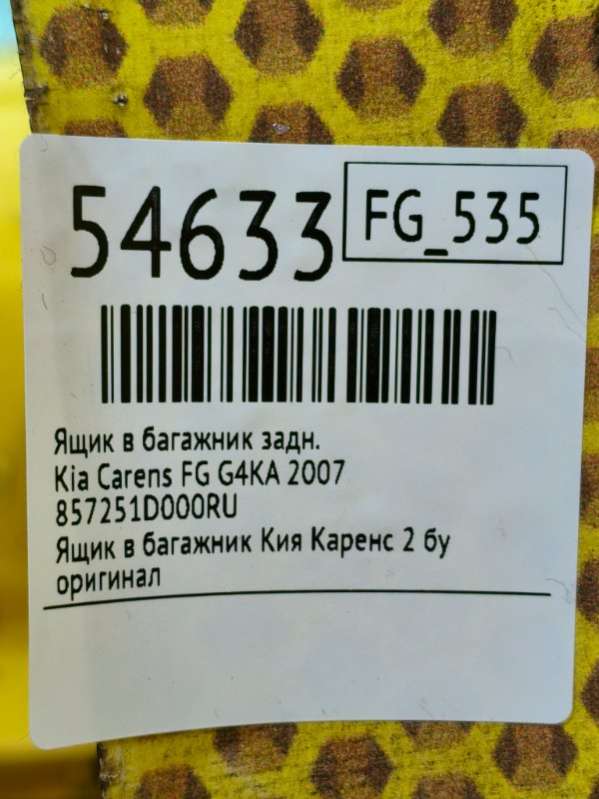 54633
FG_535
Ящик в багажник задн.
Kia Carens FG G4KA 2007
857251D000RU
Ящик в багажник Кия Каренс 2 бу
оригинал